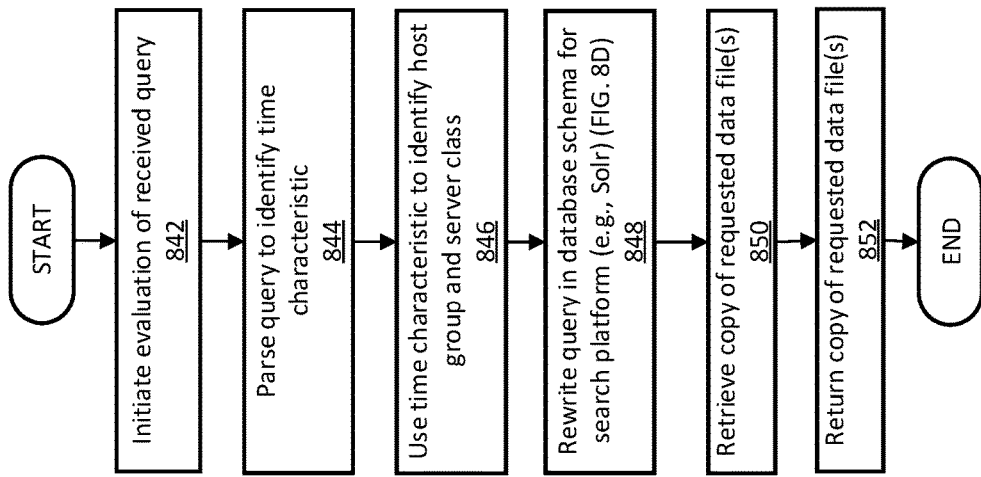 START
Initiate evaluation of received query
842
Parse query to identify time
characteristic
844
Use time characteristic to identify host
group and server class
846
Rewrite query in database schema for
search platform (e.g., Solr) (FIG. 8D)
848
Retrieve copy of requested data file(s)
850
Return copy of requested data file(s)
852
END